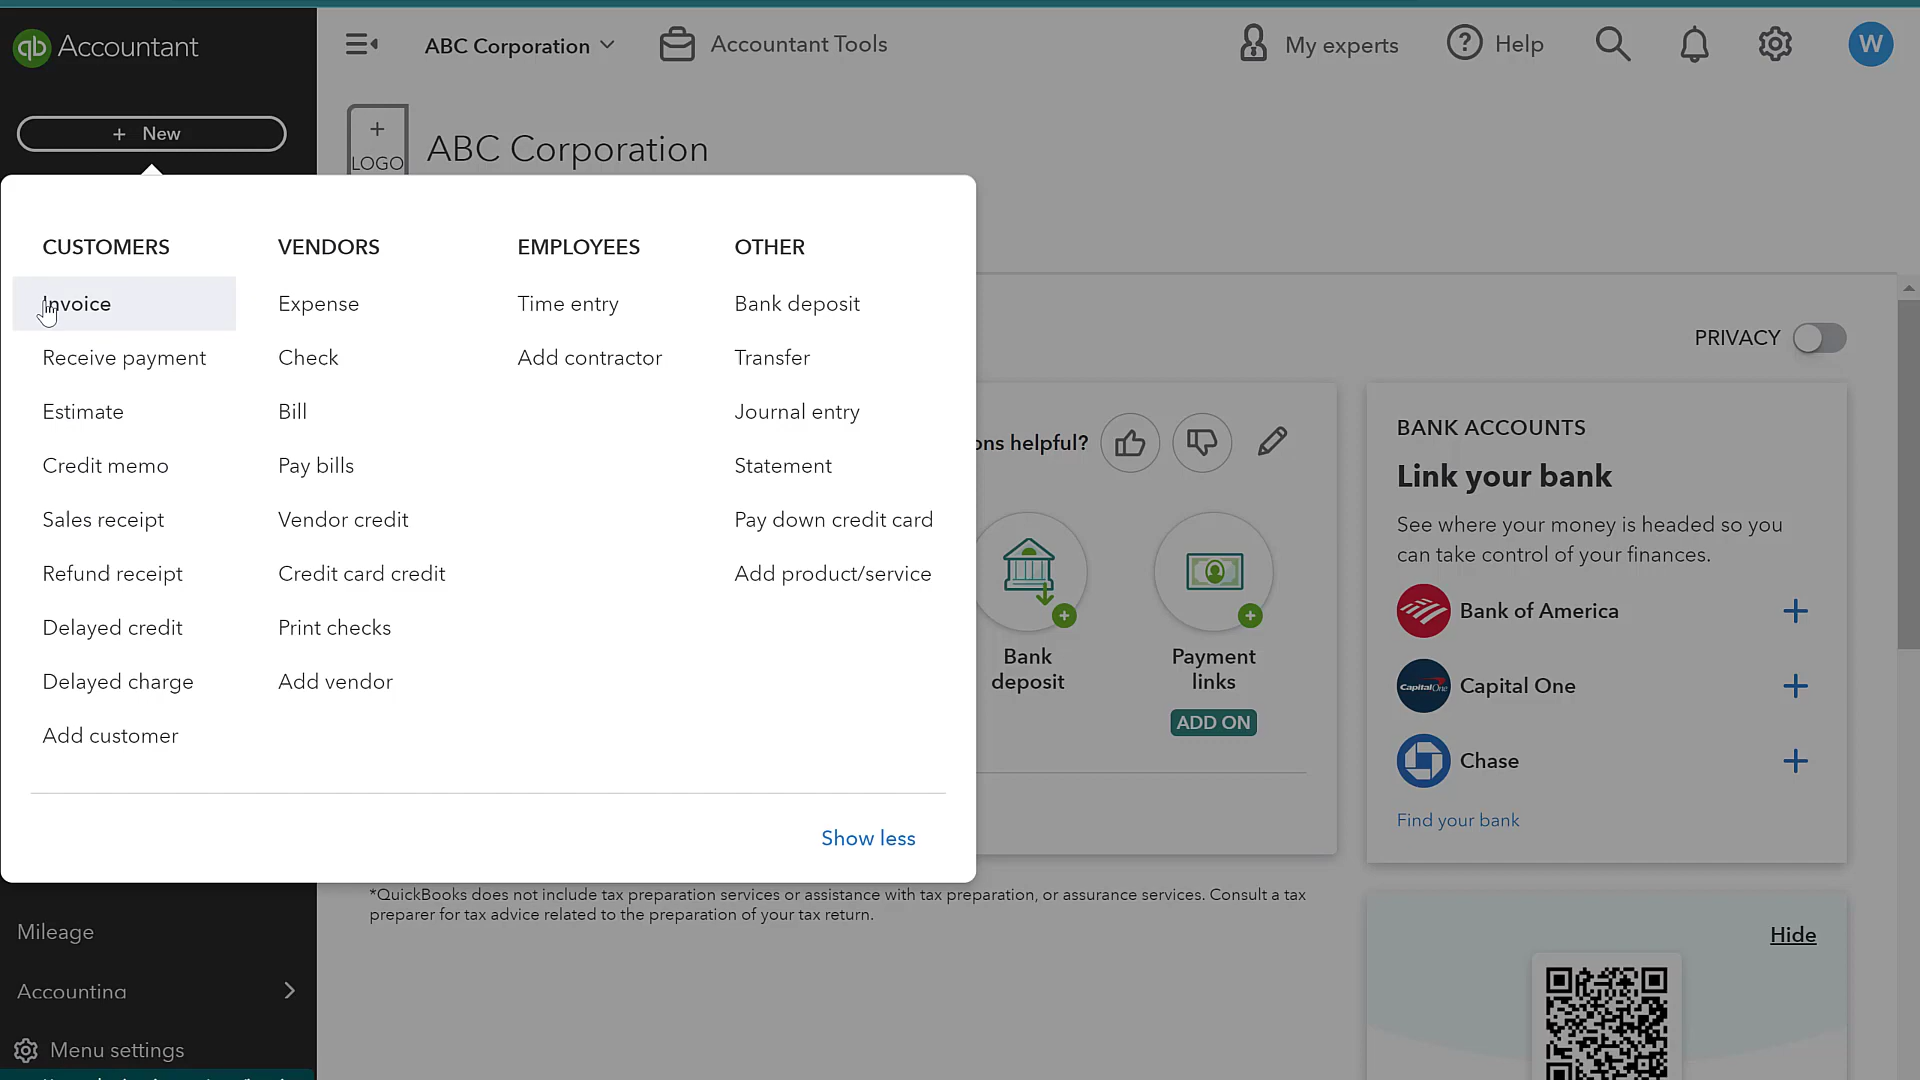 qb Accountant
ABC Corporation
Accountant Tools
My experts
Help
W
+ New
+
LOGO
ABC Corporation
CUSTOMERS
Invoice
Receive payment
Estimate
Credit memo
Sales receipt
Refund receipt
Delayed credit
Delayed charge
Add customer
VENDORS
Expense
Check
Bill
Pay bills
Vendor credit
Credit card credit
Print checks
Add vendor
EMPLOYEES
Time entry
Add contractor
OTHER
Bank deposit
Transfer
Journal entry
Statement
Pay down credit card
Add product/service
Show less
PRIVACY
ons helpful?
Bank
deposit
Payment
links
ADD ON
BANK ACCOUNTS
Link your bank
See where your money is headed so you
can take control of your finances.
Bank of America
Capital One
Capital One
Chase
Find your bank
*QuickBooks does not include tax preparation services or assistance with tax preparation, or assurance services. Consult a tax
preparer for tax advice related to the preparation of your tax return.
Hide
Mileage
Accounting
Menu settings